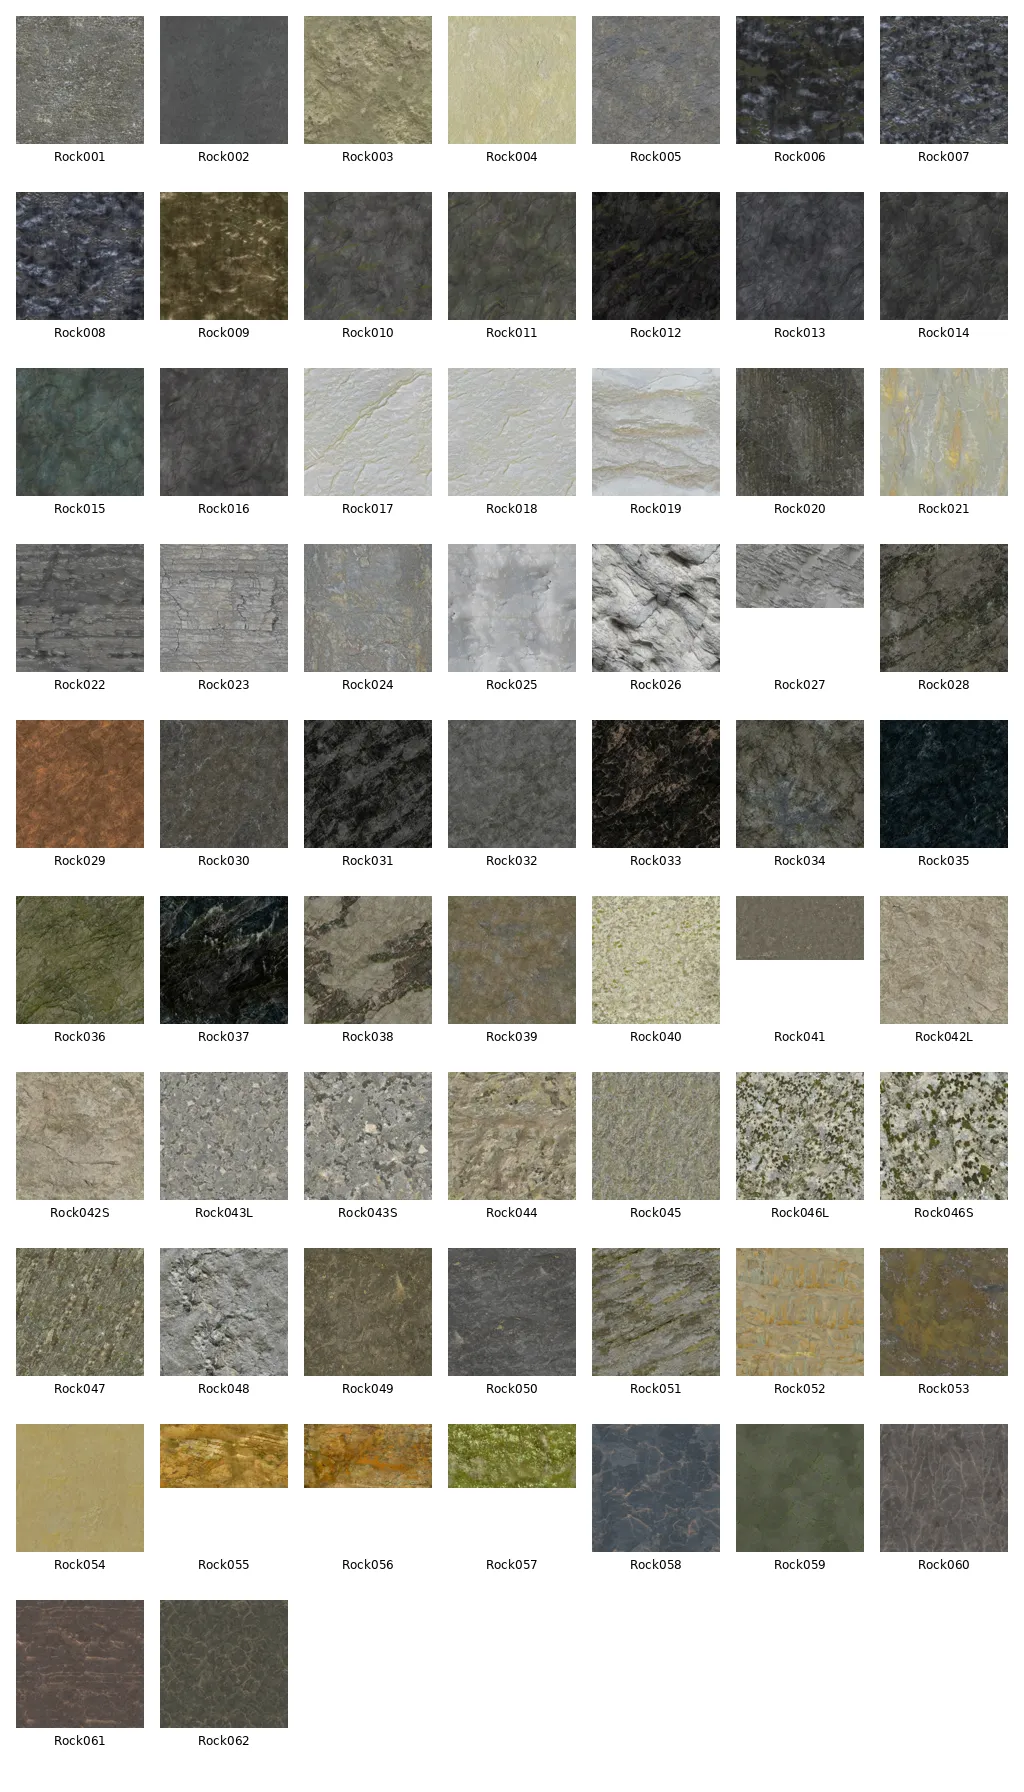 Rock001 Rock002 Rock003 Rock004 Rock005 Rock006 Rock007
Rock008 Rock009 Rock010 Rock011 Rock012 Rock013 Rock014
Rock015 Rock016 Rock017 Rock018 Rock019 Rock020 Rock021
Rock022 Rock023 Rock024 Rock025 Rock026 Rock027 Rock028
Rock029 Rock030 Rock031 Rock032 Rock033 Rock034 Rock035
Rock036 Rock037 Rock038 Rock039 Rock040 Rock041 Rock042L
Rock042S Rock043L Rock043S Rock044 Rock045 Rock046L Rock046S
Rock047 Rock048 Rock049 Rock050 Rock051 Rock052 Rock053
Rock054 Rock055 Rock056 Rock057 Rock058 Rock059 Rock060
Rock061 Rock062